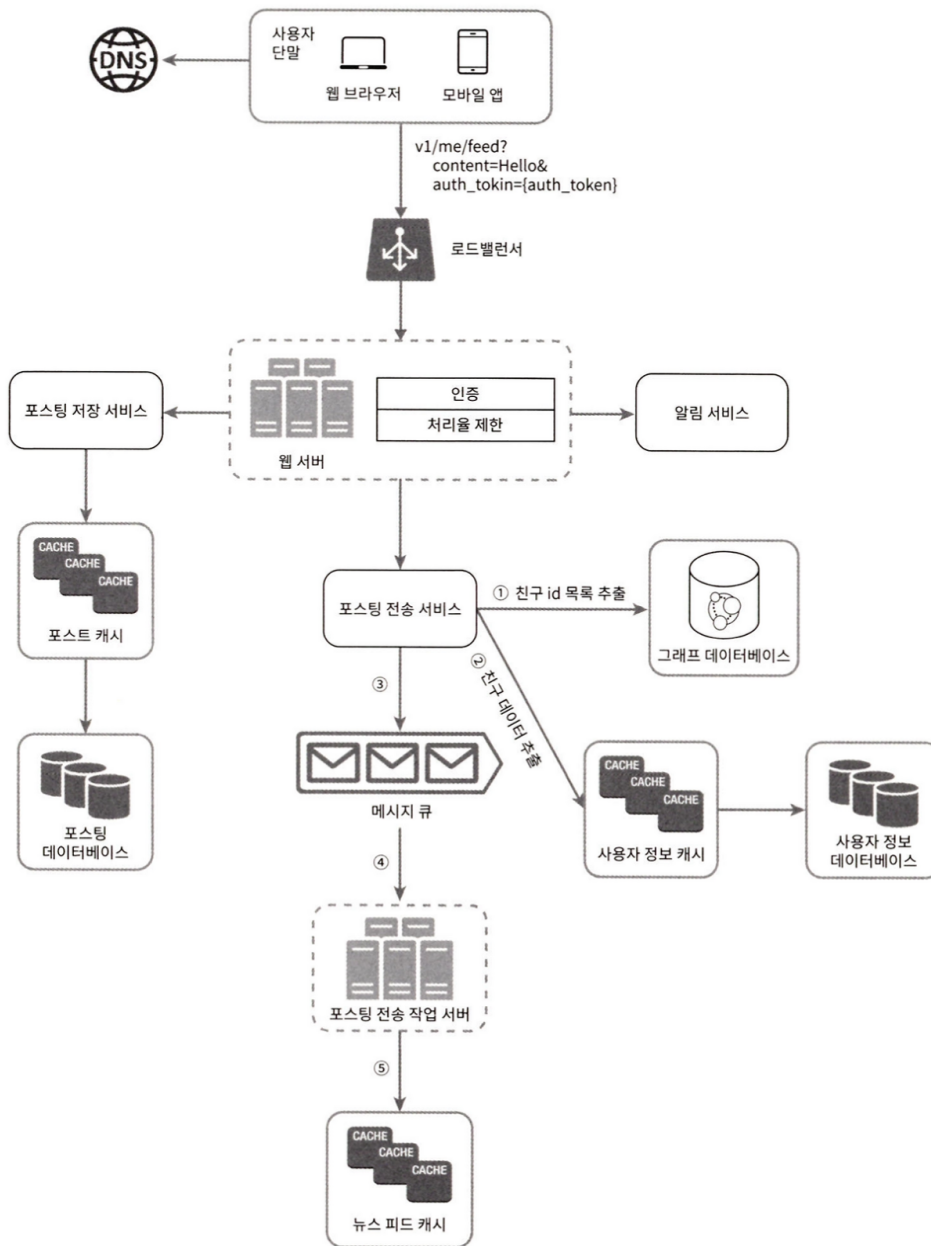 DNS
사용자
단말
웹 브라우저
모바일 앱
v1/me/feed?
content=Hello&
auth_tokin={auth_token}
로드밸런서
포스팅 저장 서비스
인증
처리율 제한
웹 서버
알림 서비스
CACHE
CACHE
CACHE
포스트 캐시
포스팅 전송 서비스
① 친구 id 목록 추출
그래프 데이터베이스
② 친구 데이터 추출
③
메시지 큐
포스팅
데이터베이스
CACHE
CACHE
CACHE
사용자 정보 캐시
사용자 정보
데이터베이스
④
포스팅 전송 작업 서버
⑤
CACHE
CACHE
CACHE
뉴스 피드 캐시